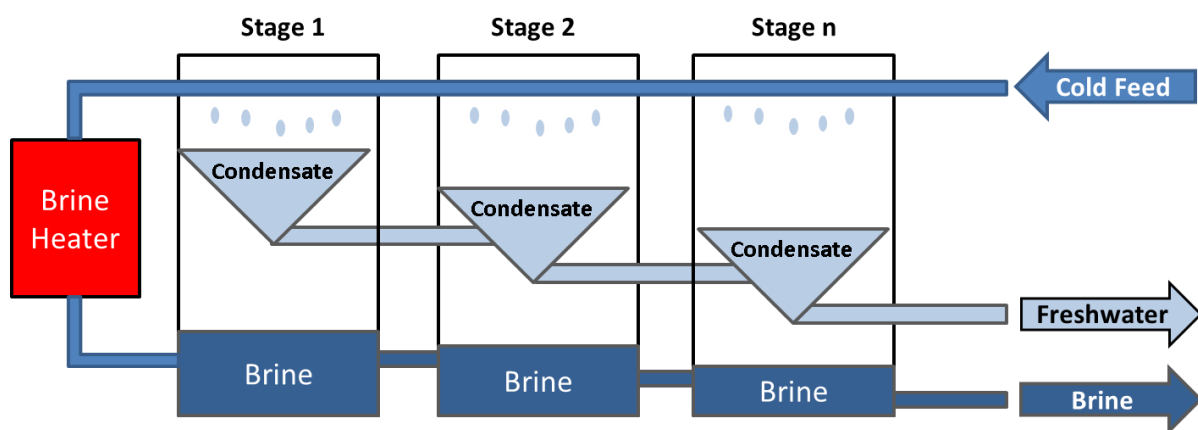 Stage 1
Stage 2
Stage n
Cold Feed
Brine
Heater
Condensate
Condensate
Condensate
Freshwater
Brine
Brine
Brine
Brine